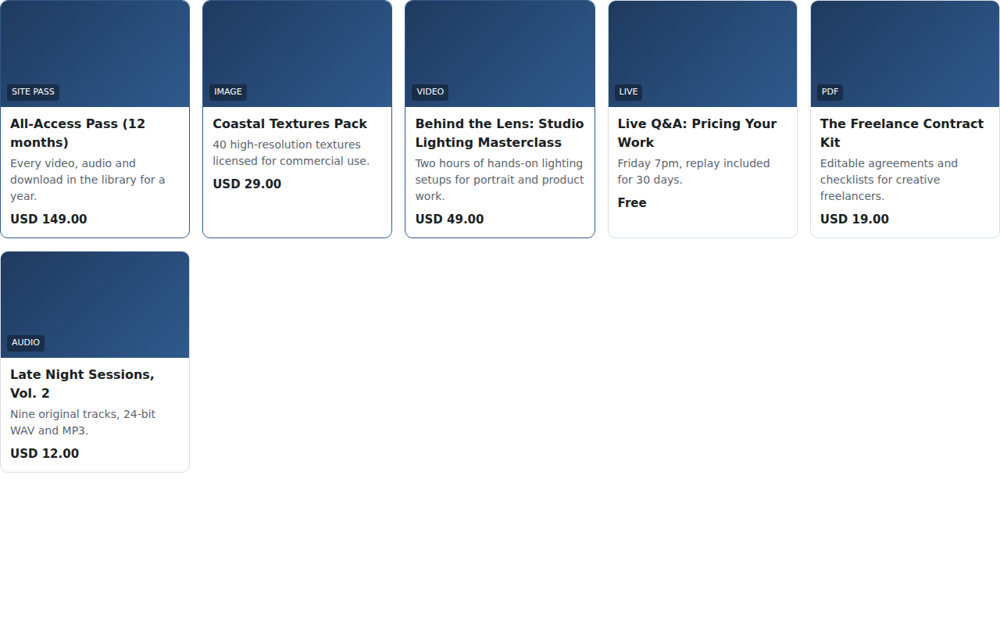 SITE PASS
All-Access Pass (12
months)
Every video, audio and
download in the library for a
year.
USD 149.00
IMAGE
Coastal Textures Pack
40 high-resolution textures
licensed for commercial use.
USD 29.00
VIDEO
Behind the Lens: Studio
Lighting Masterclass
Two hours of hands-on lighting
setups for portrait and product
work.
USD 49.00
LIVE
Live Q&A: Pricing Your
Work
Friday 7pm, replay included
for 30 days.
Free
PDF
The Freelance Contract
Kit
Editable agreements and
checklists for creative
freelancers.
USD 19.00
AUDIO
Late Night Sessions,
Vol. 2
Nine original tracks, 24-bit
WAV and MP3.
USD 12.00